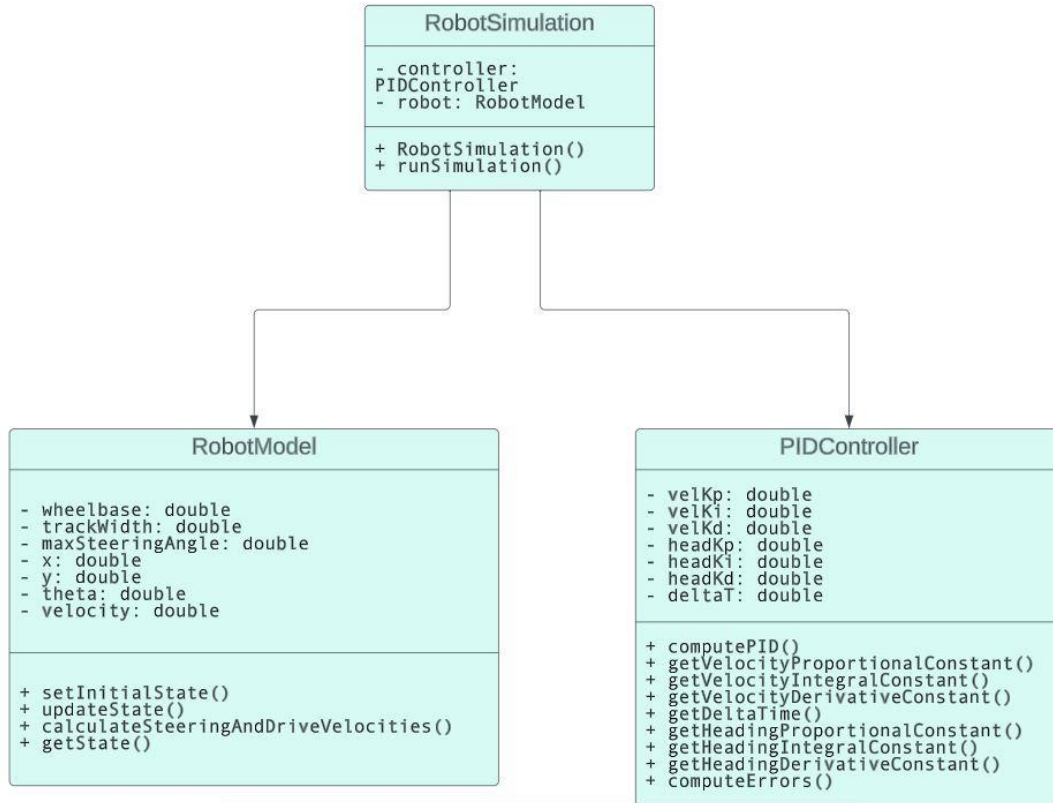 RobotSimulation
- controller:
PIDController
- robot: RobotModel
+ RobotSimulation()
+ runSimulation()
RobotModel
- wheelbase: double
- trackWidth: double
- maxSteeringAngle: double
- x: double
- y: double
- theta: double
- velocity: double
+ setInitialState()
+ updateState()
+ calculateSteeringAndDriveVelocities()
+ getState()
PIDController
- velKp: double
- velKi: double
- velKd: double
- headKp: double
- headKi: double
- headKd: double
- deltaT: double
+ computePID()
+ getVelocityProportionalConstant()
+ getVelocityIntegralConstant()
+ getVelocityDerivativeConstant()
+ getDeltaTime()
+ getHeadingProportionalConstant()
+ getHeadingIntegralConstant()
+ getHeadingDerivativeConstant()
+ computeErrors()